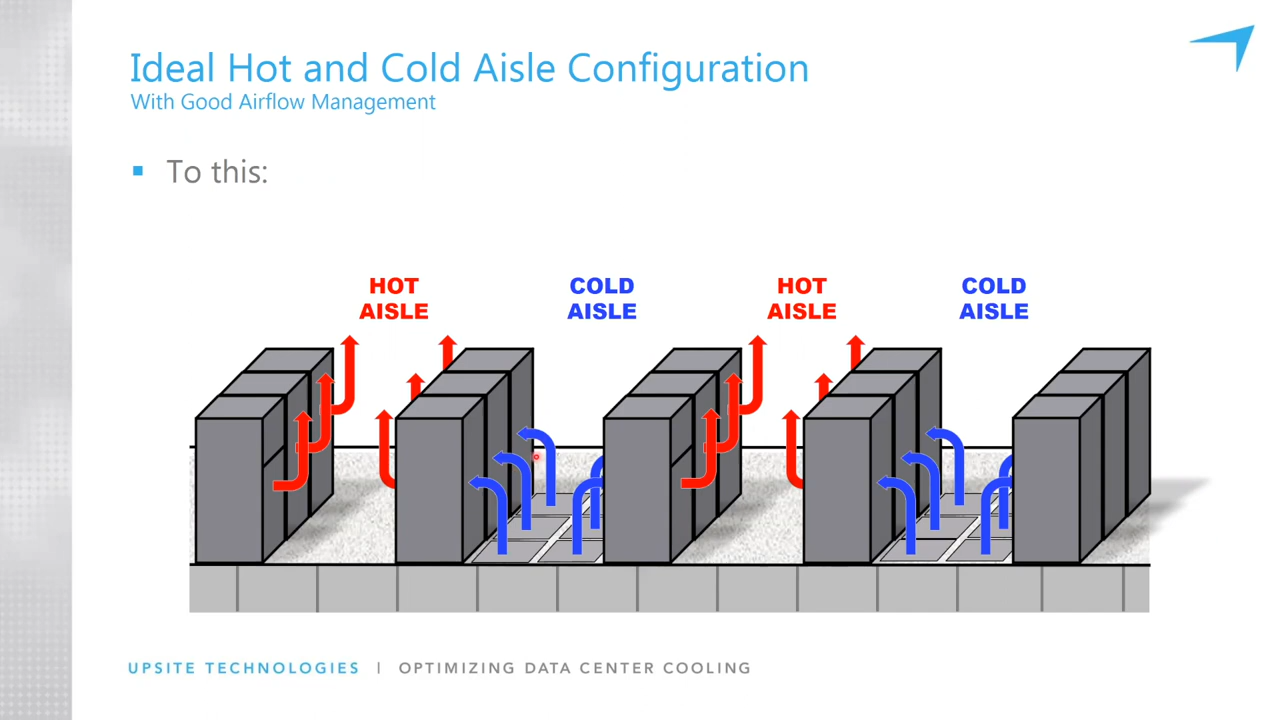 Ideal Hot and Cold Aisle Configuration
With Good Airflow Management
▪ To this:
HOT AISLE
COLD AISLE
HOT AISLE
COLD AISLE
UPSITE TECHNOLOGIES | OPTIMIZING DATA CENTER COOLING